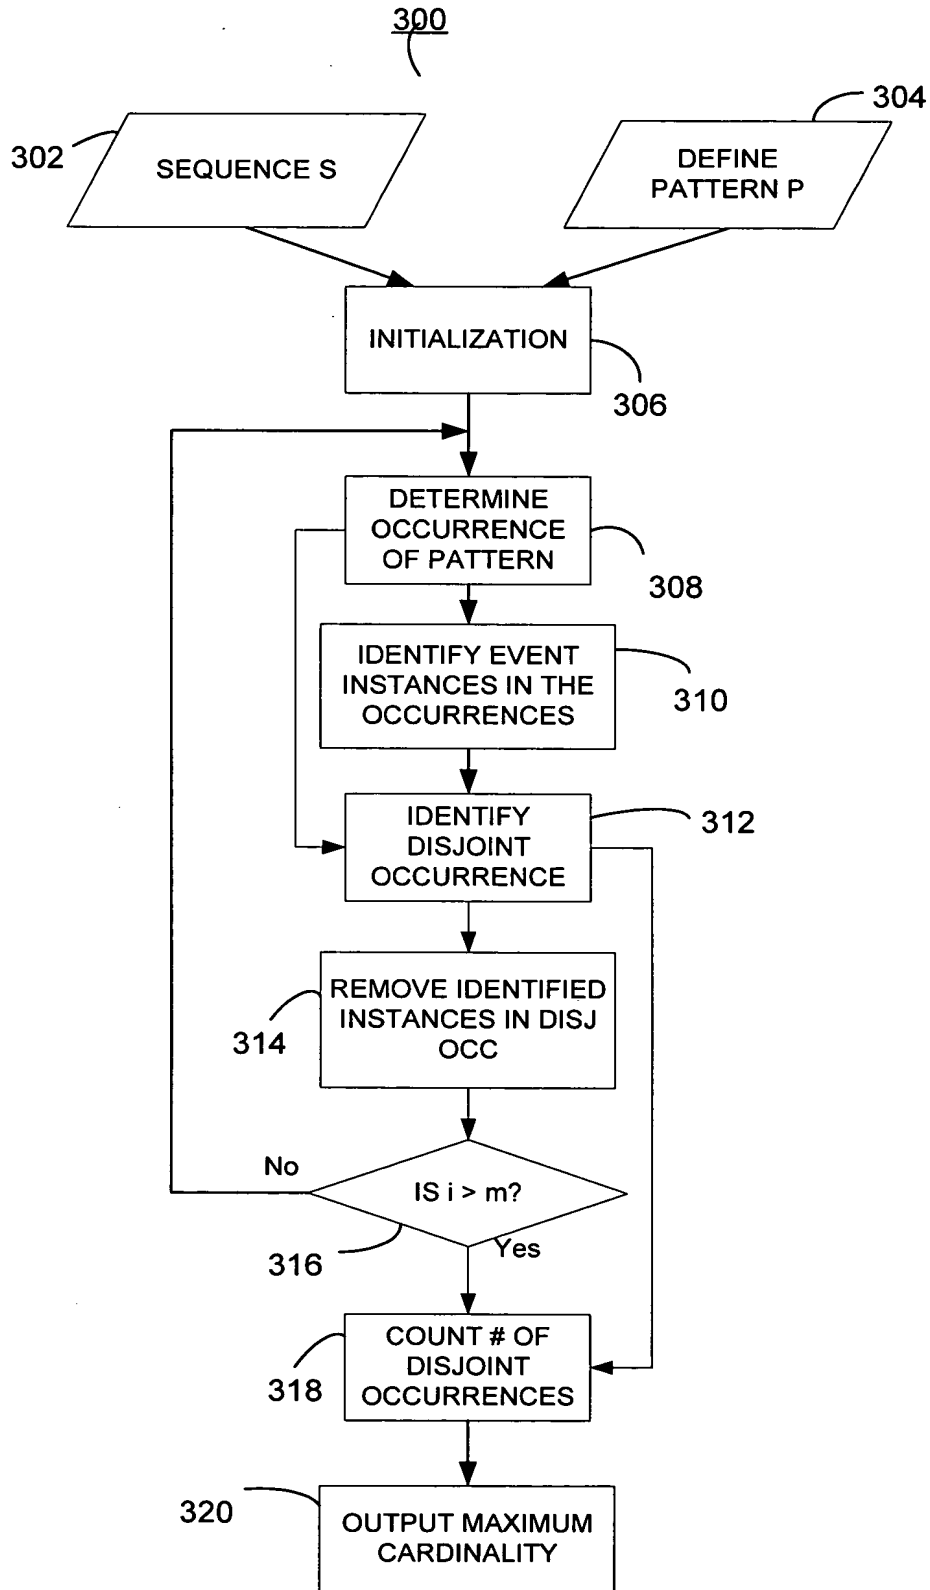 300
302
SEQUENCE S
304
DEFINE
PATTERN P
INITIALIZATION
306
DETERMINE
OCCURRENCE
OF PATTERN
308
IDENTIFY EVENT
INSTANCES IN THE
OCCURRENCES
310
IDENTIFY
DISJOINT
OCCURRENCE
312
REMOVE IDENTIFIED
INSTANCES IN DISJ
OCC
314
No
IS i > m?
316
Yes
COUNT # OF
DISJOINT
OCCURRENCES
318
320
OUTPUT MAXIMUM
CARDINALITY